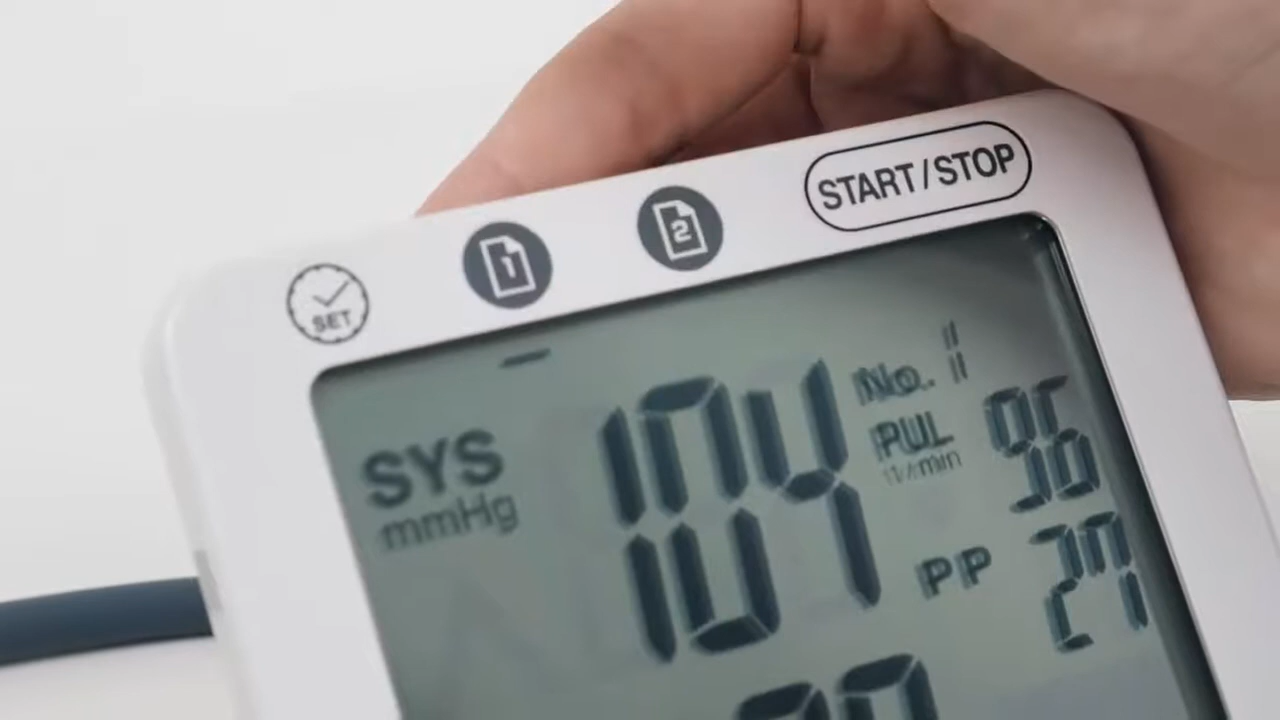 SET 1 2 START/STOP
SYS
mmHg
104
No. 1
PUL
1/min
96
PP 27